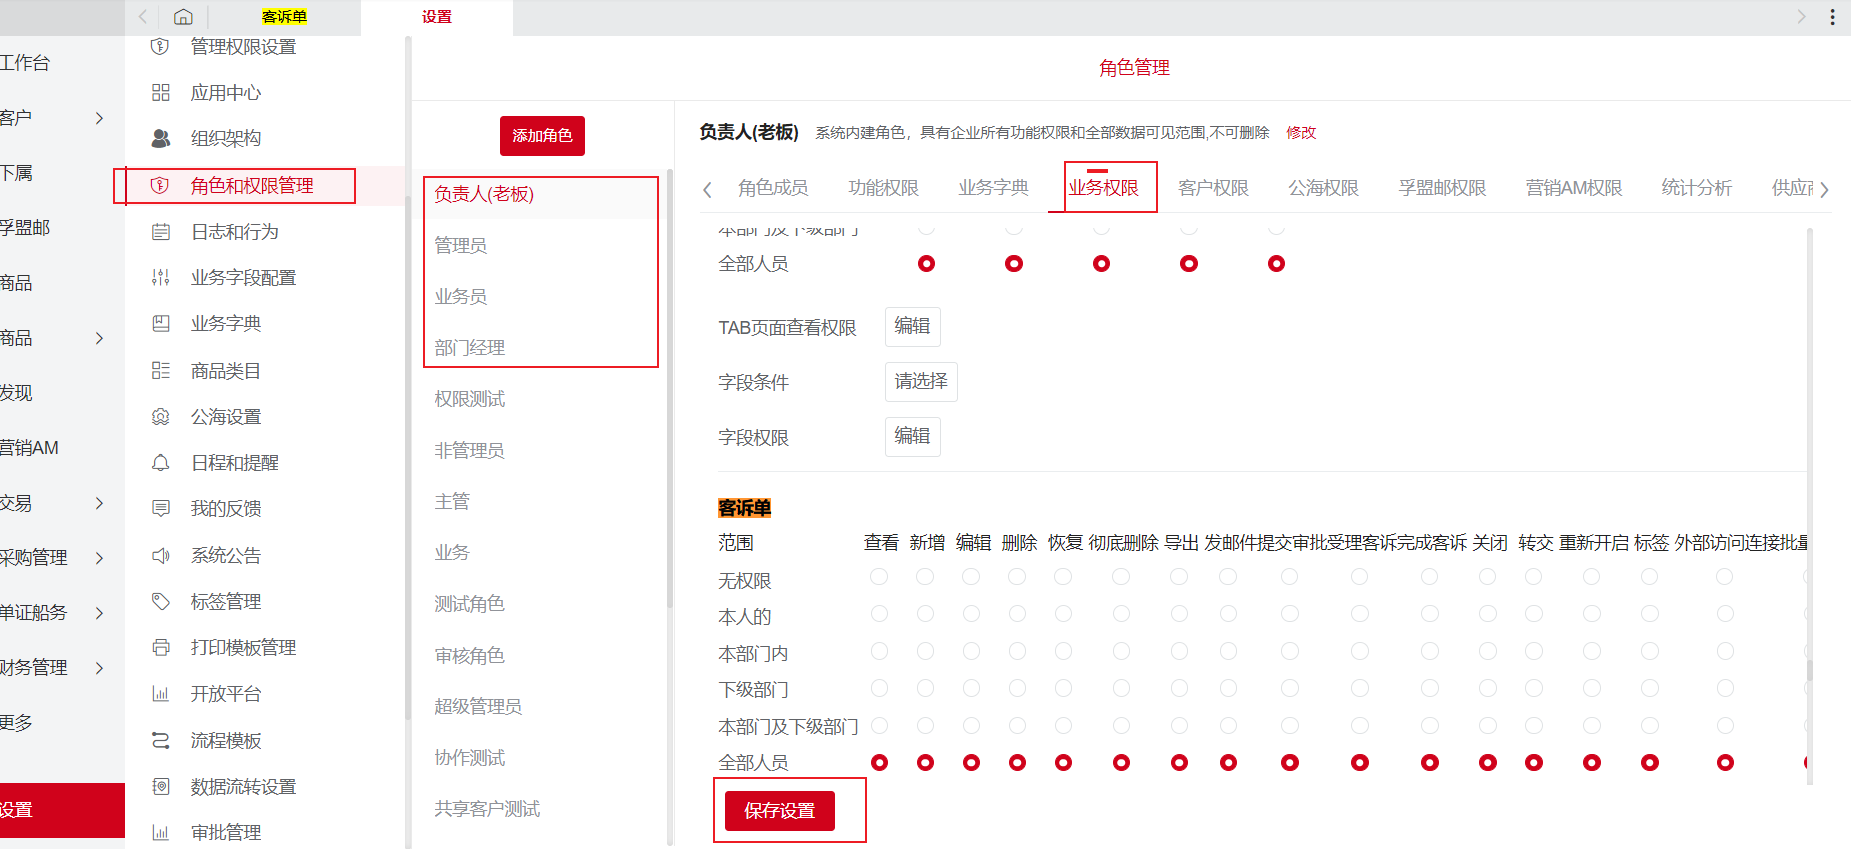 客诉单
设置
工作台
客户
下属
孚盟邮
商品
商品
发现
营销AM
交易
采购管理
单证船务
财务管理
更多
设置
管理权限设置
应用中心
组织架构
角色和权限管理
日志和行为
业务字段配置
业务字典
商品类目
公海设置
日程和提醒
我的反馈
系统公告
标签管理
打印模板管理
开放平台
流程模板
数据流转设置
审批管理
角色管理
添加角色
负责人(老板)
管理员
业务员
部门经理
权限测试
非管理员
主管
业务
测试角色
审核角色
超级管理员
协作测试
共享客户测试
负责人(老板) 系统内建角色，具有企业所有功能权限和全部数据可见范围,不可删除 修改
角色成员 功能权限 业务字典 业务权限 客户权限 公海权限 孚盟邮权限 营销AM权限 统计分析 供应商
本部门及下级部门
全部人员
TAB页面查看权限 编辑
字段条件 请选择
字段权限 编辑
客诉单
范围 查看 新增 编辑 删除 恢复 彻底删除 导出 发邮件 提交审批 受理客诉 完成客诉 关闭 转交 重新开启 标签 外部访问连接 批量
无权限
本人的
本部门内
下级部门
本部门及下级部门
全部人员
保存设置